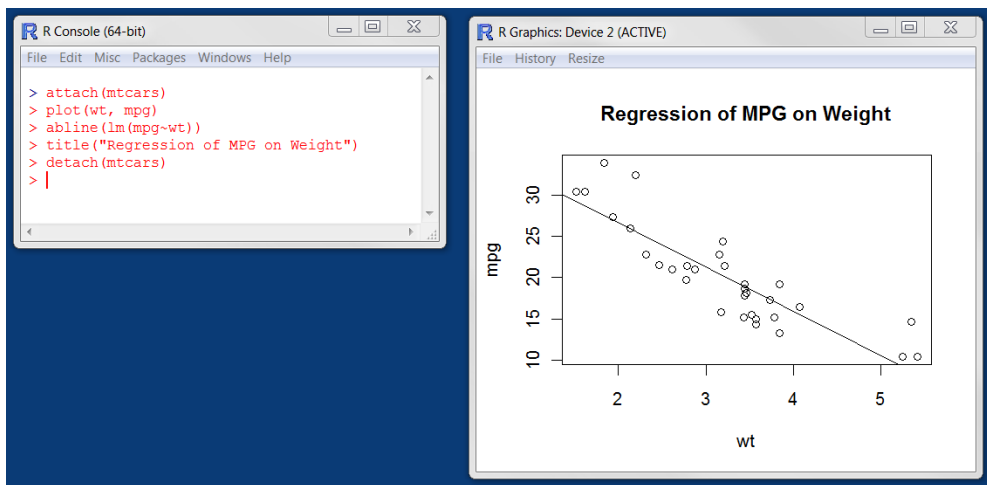 R Console (64-bit)
File Edit Misc Packages Windows Help
> attach(mtcars)
> plot(wt, mpg)
> abline(lm(mpg~wt))
> title("Regression of MPG on Weight")
> detach(mtcars)
>
R Graphics: Device 2 (ACTIVE)
File History Resize
Regression of MPG on Weight
mpg
30
25
20
15
10
2 3 4 5
wt